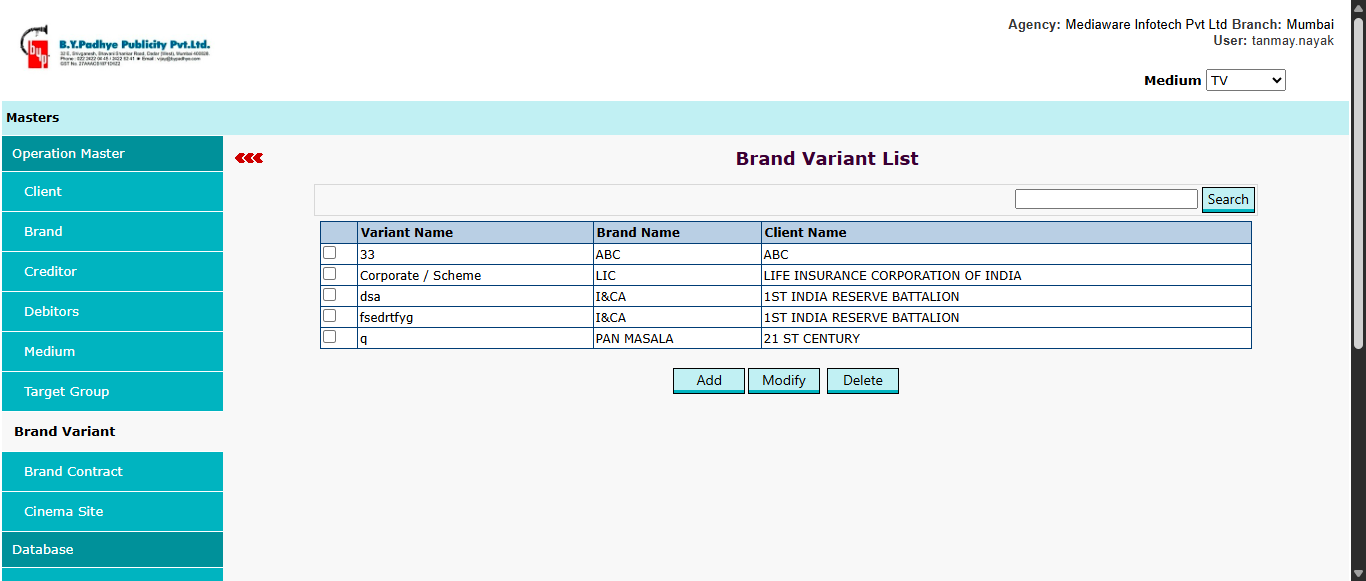 B.Y.Padhye Publicity Pvt.Ltd.
Agency: Mediaware Infotech Pvt Ltd Branch: Mumbai
User: tanmay.nayak
Medium TV
Masters
Operation Master
Client
Brand
Creditor
Debitors
Medium
Target Group
Brand Variant
Brand Contract
Cinema Site
Database
Brand Variant List
Search
Variant Name Brand Name Client Name
33 ABC ABC
Corporate / Scheme LIC LIFE INSURANCE CORPORATION OF INDIA
dsa I&CA 1ST INDIA RESERVE BATTALION
fsedrtfyg I&CA 1ST INDIA RESERVE BATTALION
q PAN MASALA 21 ST CENTURY
Add Modify Delete